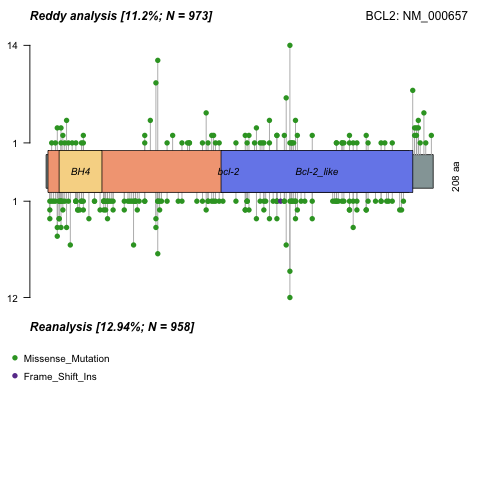 Reddy analysis [11.2%; N = 973]
BCL2: NM_000657
14
1
BH4
bcl-2
Bcl-2_like
208 aa
1
12
Reanalysis [12.94%; N = 958]
Missense_Mutation
Frame_Shift_Ins